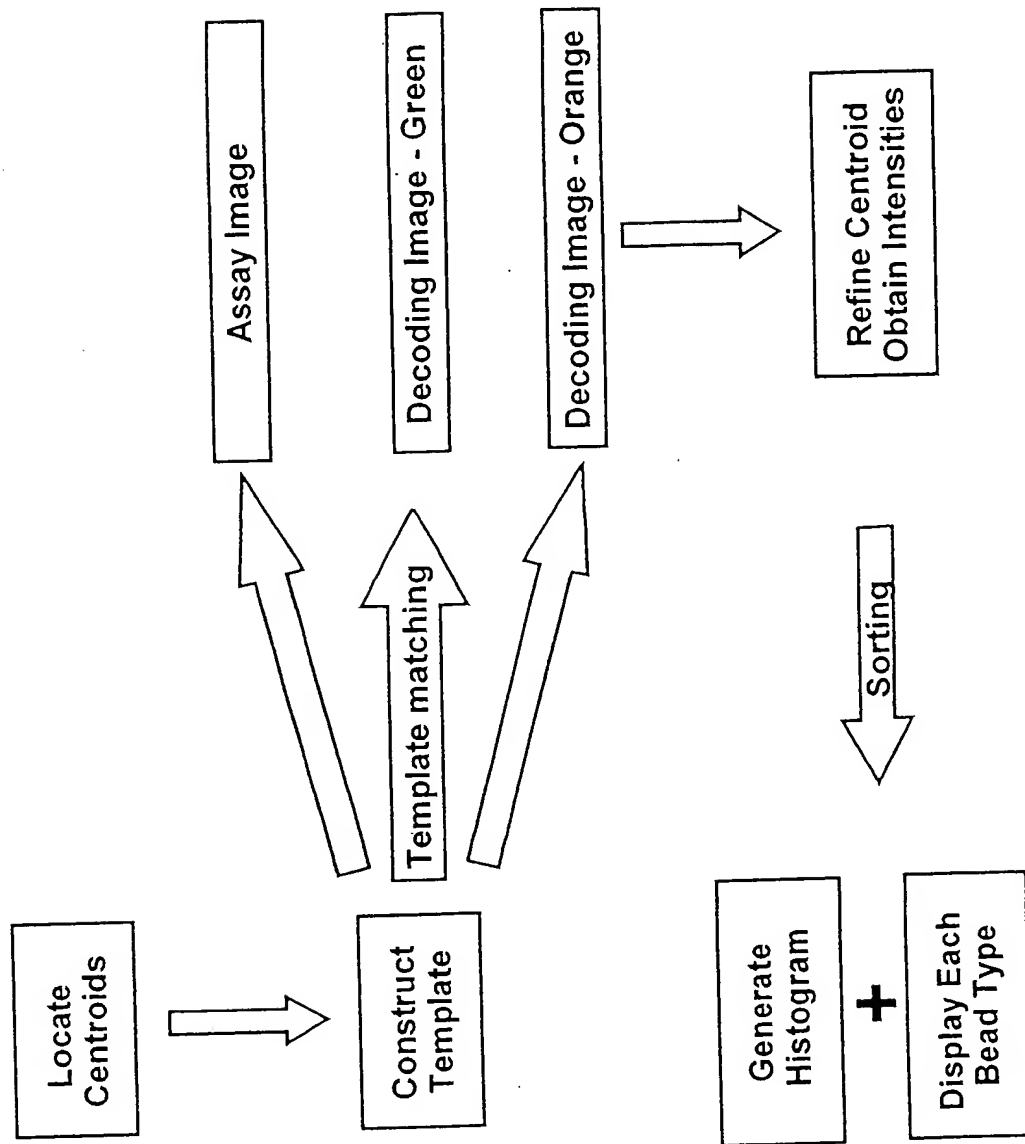 Locate
Centroids
Construct
Template
Template matching
Assay Image
Decoding Image - Green
Decoding Image - Orange
Refine Centroid
Obtain Intensities
Sorting
Generate
Histogram
+
Display Each
Bead Type